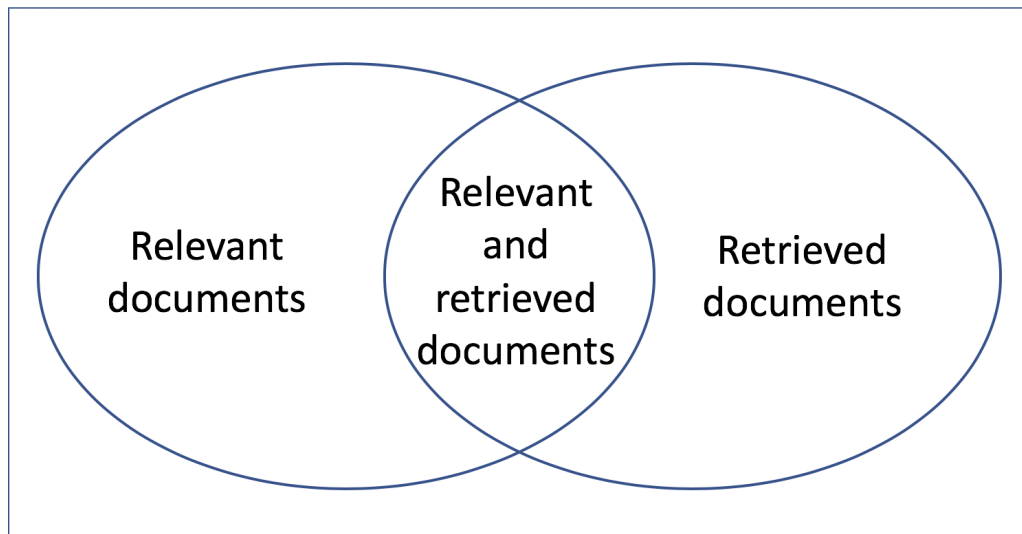 Relevant
documents
Relevant
and
retrieved
documents
Retrieved
documents